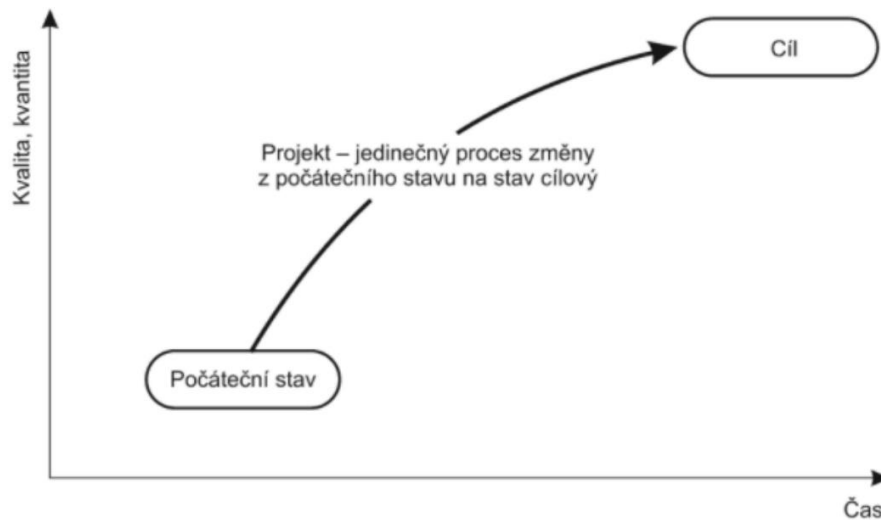 Kvalita, kvantita
Cíl
Projekt – jedinečný proces změny
z počátečního stavu na stav cílový
Počáteční stav
Čas